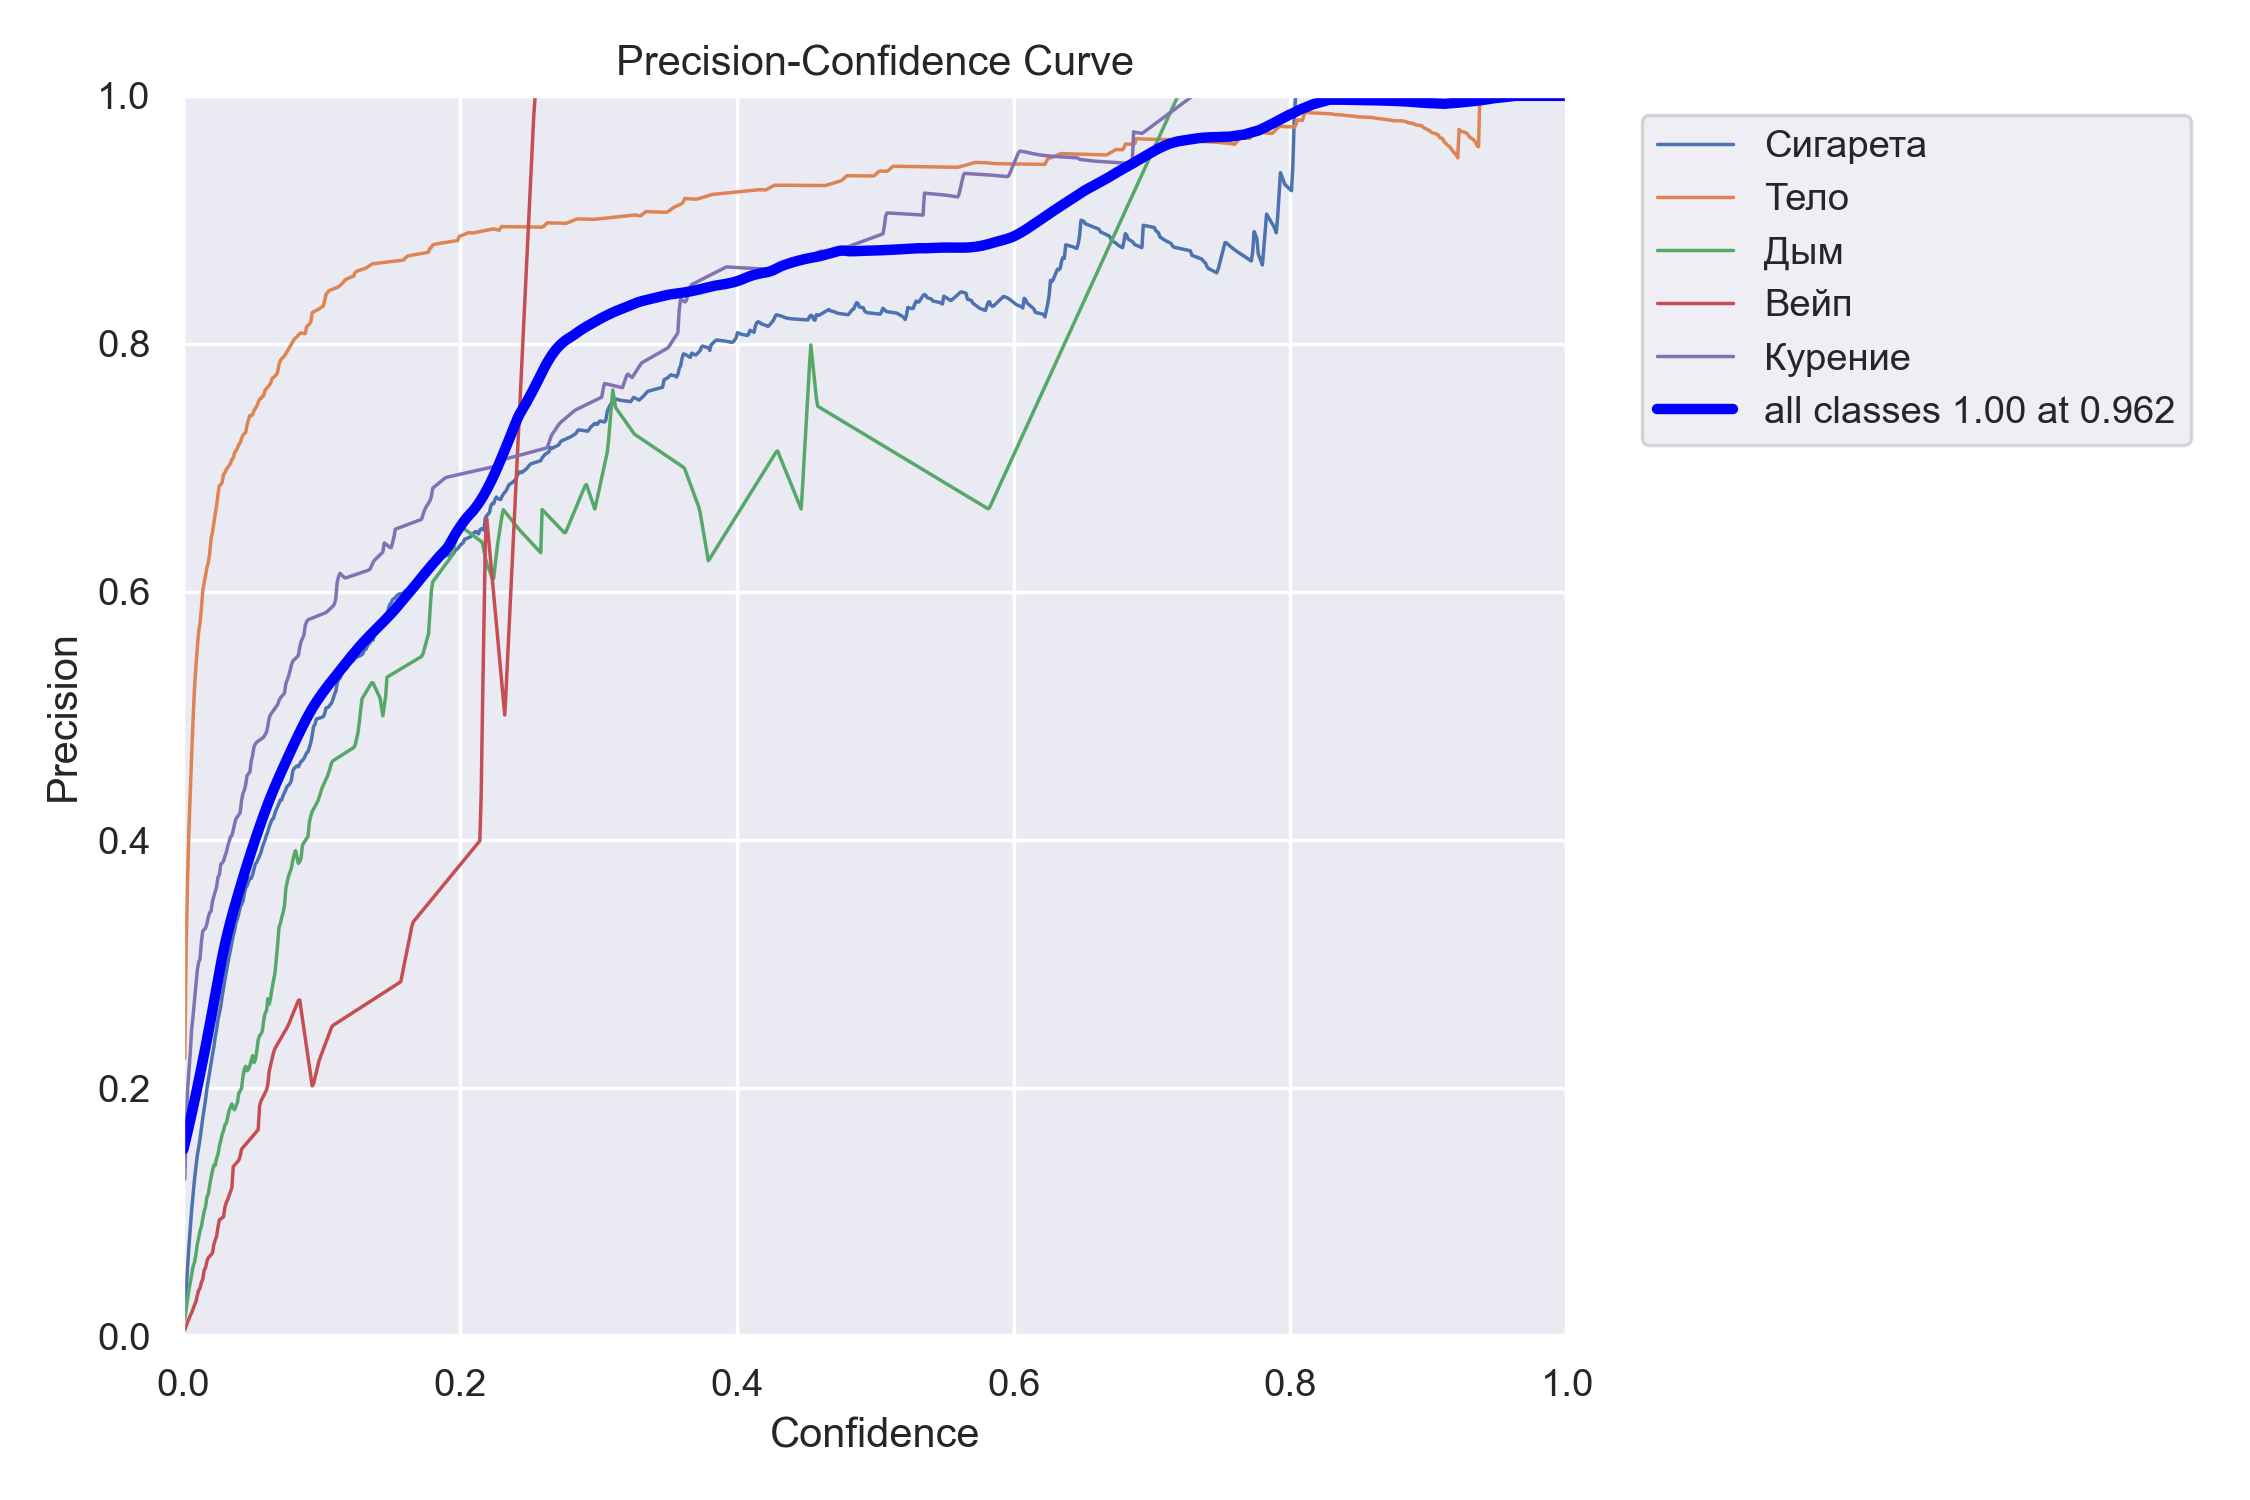 Precision-Confidence Curve
1.0
0.8
0.6
0.4
0.2
0.0
Precision
0.0 0.2 0.4 0.6 0.8 1.0
Confidence
Сигарета
Тело
Дым
Вейп
Курение
all classes 1.00 at 0.962